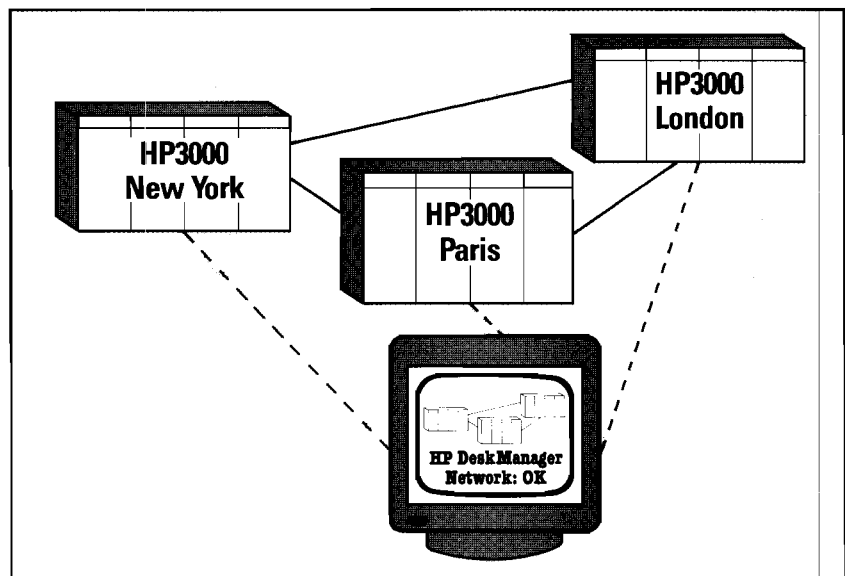 HP3000
London
HP3000
New York
HP3000
Paris
HP DeskManager
Network: OK